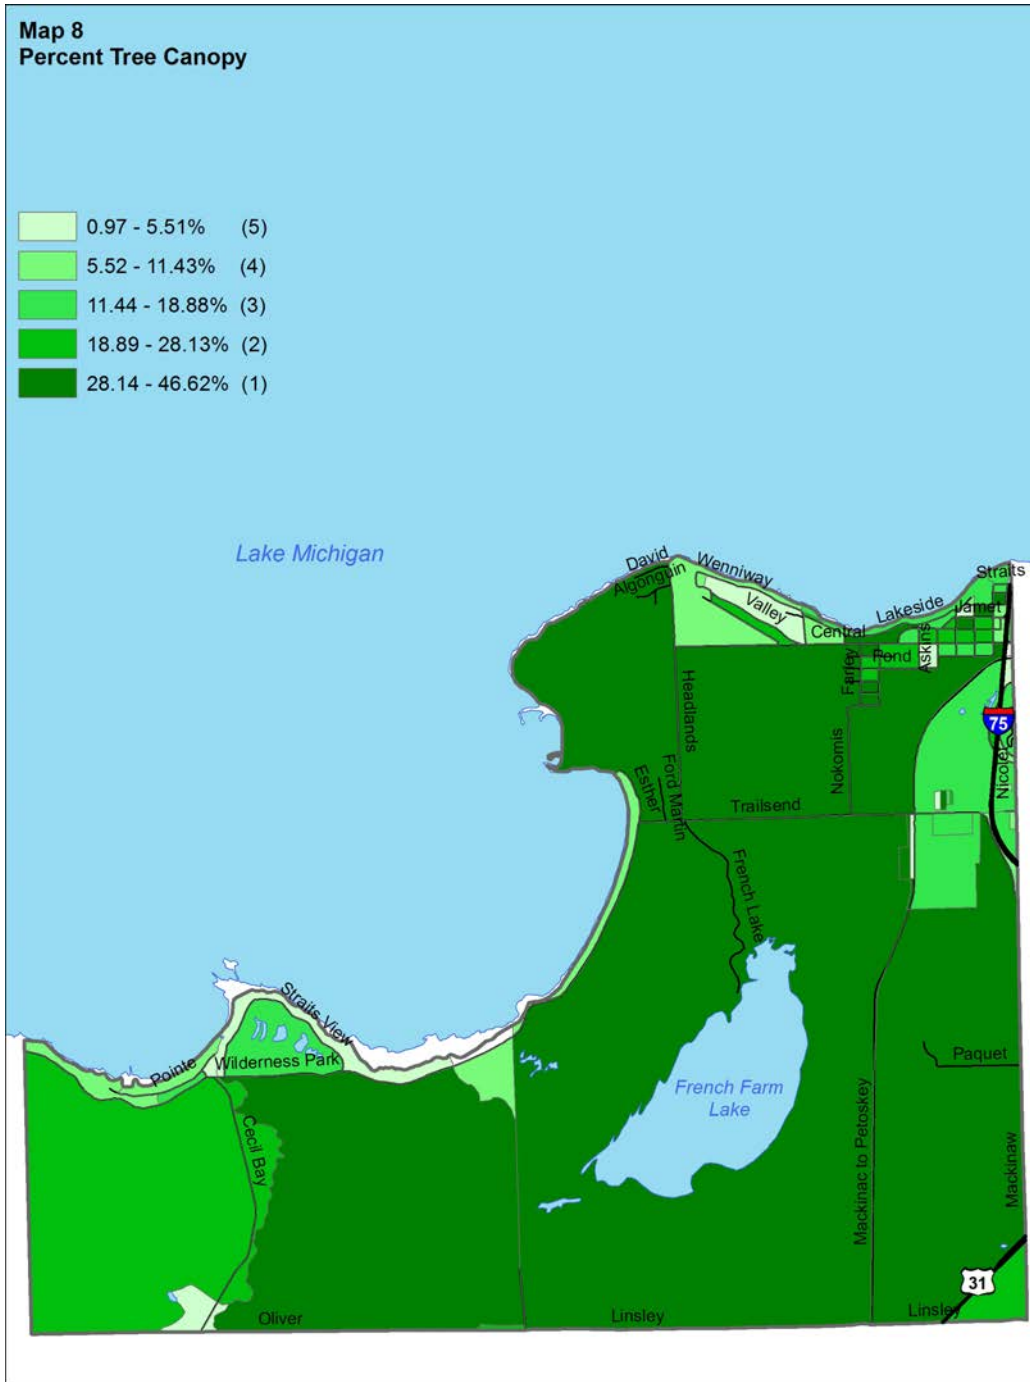 Map 8
Percent Tree Canopy
0.97 - 5.51% (5)
5.52 - 11.43% (4)
11.44 - 18.88% (3)
18.89 - 28.13% (2)
28.14 - 46.62% (1)
Lake Michigan
David
Algonguin
Wenniway
Valley
Central
Lakeside
Straits
Jamet
Askins
Pond
Farley
Headlands
Nokomis
75
Nicolet
Esther
Ford Martin
Trailsend
French Lake
Straits View
Pointe
Wilderness Park
Cecil Bay
French Farm
Lake
Paquet
Mackinac to Petoskey
Mackinaw
31
Oliver
Linsley
Linsley